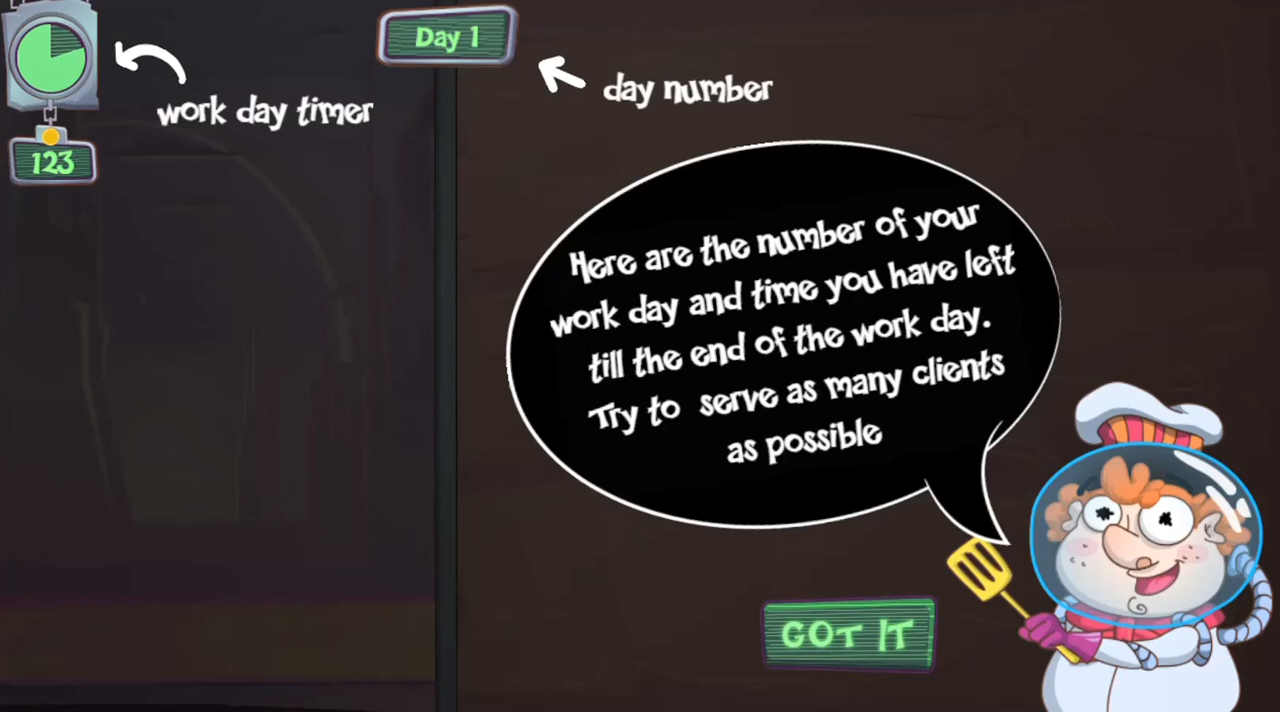 Day 1
day number
work day timer
123
Here are the number of your
work day and time you have left
till the end of the work day.
Try to serve as many clients
as possible
GOT IT